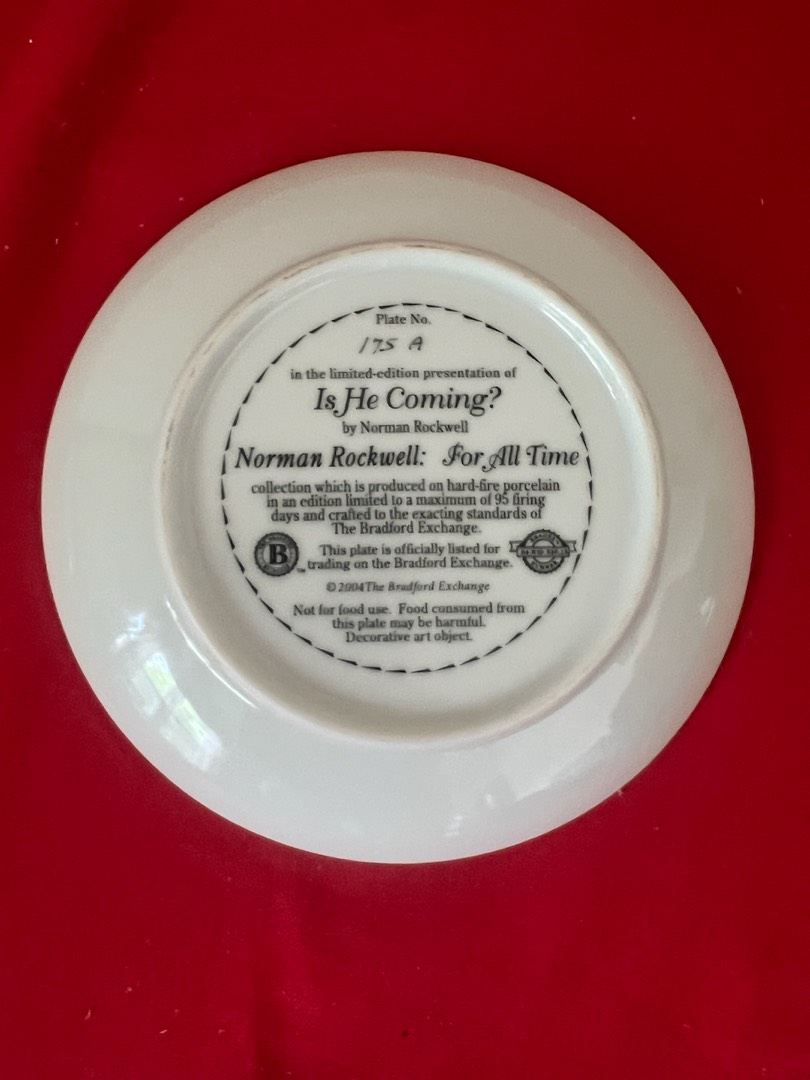 Plate No.
175 A
in the limited-edition presentation of
Is He Coming?
by Norman Rockwell
Norman Rockwell: For All Time
collection which is produced on hard-fire porcelain
in an edition limited to a maximum of 95 firing
days and crafted to the exacting standards of
The Bradford Exchange.
B
This plate is officially listed for
™ trading on the Bradford Exchange.
©2004 The Bradford Exchange
Not for food use. Food consumed from
this plate may be harmful.
Decorative art object.